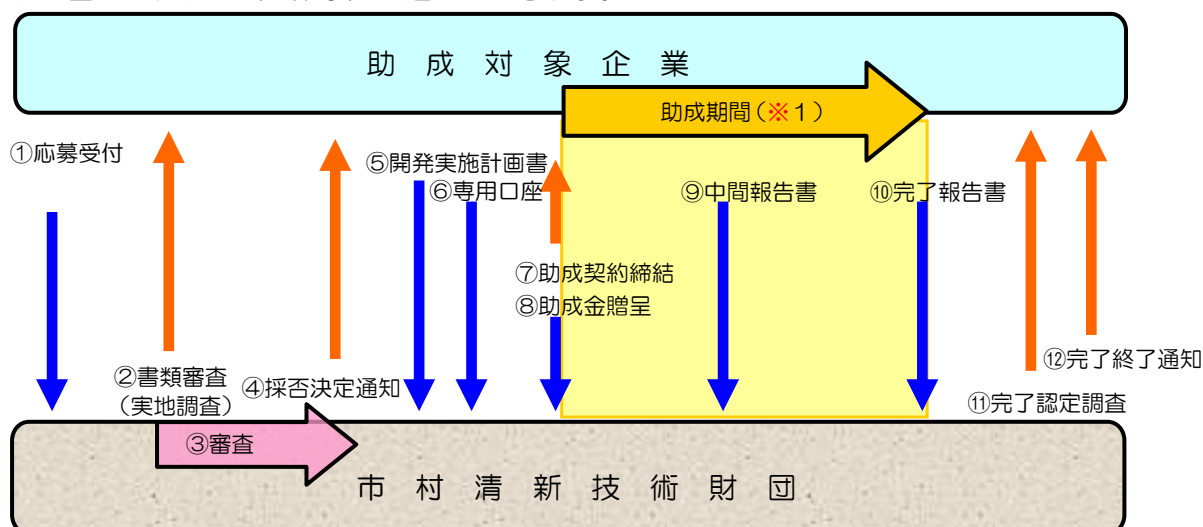 助成対象企業
助成期間(※1)
①応募受付
⑤開発実施計画書
⑥専用口座
⑨中間報告書
⑩完了報告書
⑦助成契約締結
⑧助成金贈呈
②書類審査
(実地調査)
④採否決定通知
⑫完了終了通知
⑪完了認定調査
③審査
市村清新技術財団